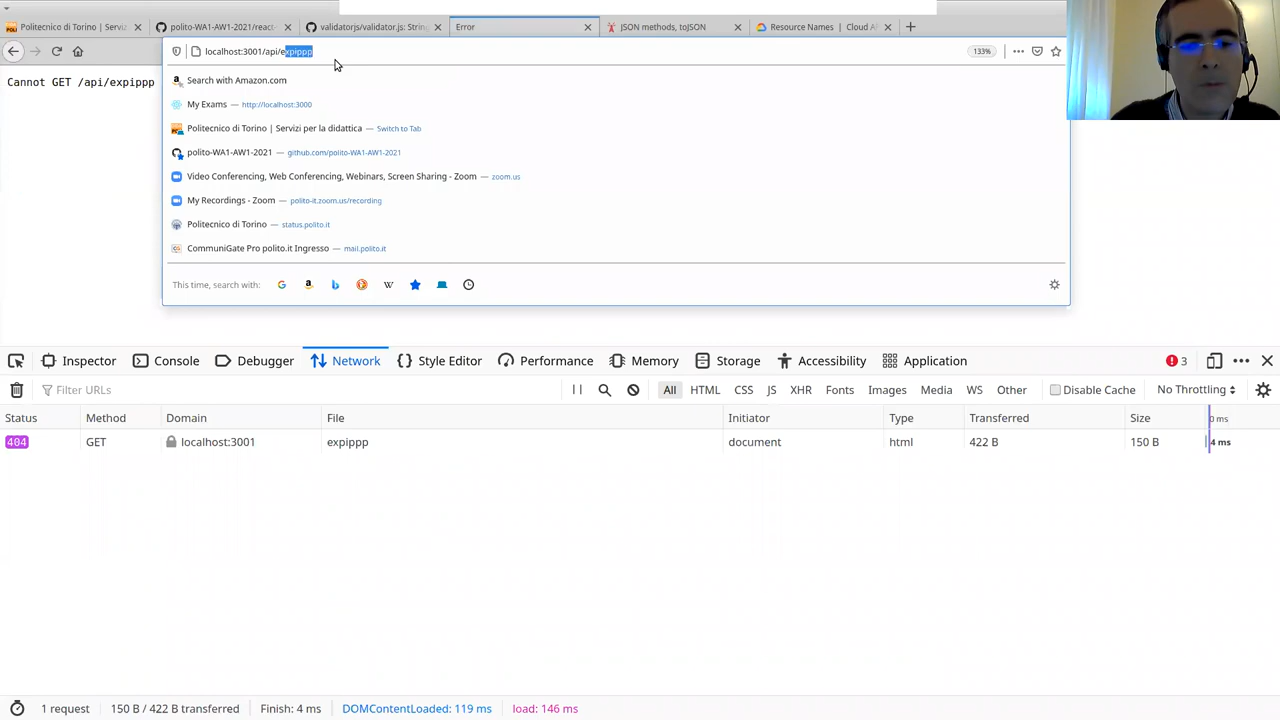 Politecnico di Torino | Serviz
polito-WA1-AW1-2021/react-
validatorjs/validator.js: String
Error
JSON methods, toJSON
Resource Names | Cloud A
localhost:3001/api/expippp
133%
Cannot GET /api/expippp
Search with Amazon.com
My Exams — http://localhost:3000
Politecnico di Torino | Servizi per la didattica — Switch to Tab
polito-WA1-AW1-2021 — github.com/polito-WA1-AW1-2021
Video Conferencing, Web Conferencing, Webinars, Screen Sharing - Zoom — zoom.us
My Recordings - Zoom — polito-it.zoom.us/recording
Politecnico di Torino — status.polito.it
CommuniGate Pro polito.it Ingresso — mail.polito.it
This time, search with:
Inspector Console Debugger Network Style Editor Performance Memory Storage Accessibility Application 3
Filter URLs All HTML CSS JS XHR Fonts Images Media WS Other Disable Cache No Throttling
Status Method Domain File Initiator Type Transferred Size 0 ms
404 GET localhost:3001 expippp document html 422 B 150 B 4 ms
1 request 150 B / 422 B transferred Finish: 4 ms DOMContentLoaded: 119 ms load: 146 ms